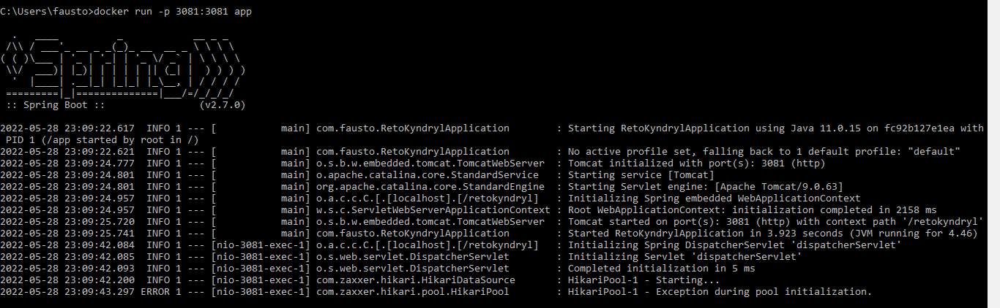 C:\Users\fausto>docker run -p 3081:3081 app
  .   ____          _            __ _ _
 /\\ / ___'_ __ _ _(_)_ __  __ _ \ \ \ \
( ( )\___ | '_ | '_| | '_ \/ _` | \ \ \ \
 \\/  ___)| |_)| | | | | || (_| |  ) ) ) )
  '  |____| .__|_| |_|_| |_\__, | / / / /
 =========|_|==============|___/=/_/_/_/
 :: Spring Boot ::                (v2.7.0)
2022-05-28 23:09:22.617  INFO 1 --- [           main] com.fausto.RetoKyndrylApplication        : Starting RetoKyndrylApplication using Java 11.0.15 on fc92b127e1ea with
 PID 1 (/app started by root in /)
2022-05-28 23:09:22.621  INFO 1 --- [           main] com.fausto.RetoKyndrylApplication        : No active profile set, falling back to 1 default profile: "default"
2022-05-28 23:09:24.777  INFO 1 --- [           main] o.s.b.w.embedded.tomcat.TomcatWebServer  : Tomcat initialized with port(s): 3081 (http)
2022-05-28 23:09:24.801  INFO 1 --- [           main] o.apache.catalina.core.StandardService   : Starting service [Tomcat]
2022-05-28 23:09:24.801  INFO 1 --- [           main] org.apache.catalina.core.StandardEngine  : Starting Servlet engine: [Apache Tomcat/9.0.63]
2022-05-28 23:09:24.957  INFO 1 --- [           main] o.a.c.c.C.[.[localhost].[/retokyndryl]   : Initializing Spring embedded WebApplicationContext
2022-05-28 23:09:24.957  INFO 1 --- [           main] w.s.c.ServletWebServerApplicationContext : Root WebApplicationContext: initialization completed in 2158 ms
2022-05-28 23:09:25.720  INFO 1 --- [           main] o.s.b.w.embedded.tomcat.TomcatWebServer  : Tomcat started on port(s): 3081 (http) with context path '/retokyndryl'
2022-05-28 23:09:25.741  INFO 1 --- [           main] com.fausto.RetoKyndrylApplication        : Started RetoKyndrylApplication in 3.923 seconds (JVM running for 4.46)
2022-05-28 23:09:42.084  INFO 1 --- [nio-3081-exec-1] o.a.c.c.C.[.[localhost].[/retokyndryl]   : Initializing Spring DispatcherServlet 'dispatcherServlet'
2022-05-28 23:09:42.085  INFO 1 --- [nio-3081-exec-1] o.s.web.servlet.DispatcherServlet        : Initializing Servlet 'dispatcherServlet'
2022-05-28 23:09:42.093  INFO 1 --- [nio-3081-exec-1] o.s.web.servlet.DispatcherServlet        : Completed initialization in 5 ms
2022-05-28 23:09:42.200  INFO 1 --- [nio-3081-exec-1] com.zaxxer.hikari.HikariDataSource       : HikariPool-1 - Starting...
2022-05-28 23:09:43.297 ERROR 1 --- [nio-3081-exec-1] com.zaxxer.hikari.pool.HikariPool        : HikariPool-1 - Exception during pool initialization.